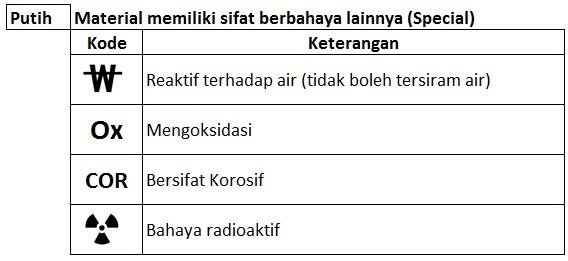 Putih Material memiliki sifat berbahaya lainnya (Special)
Kode Keterangan
W Reaktif terhadap air (tidak boleh tersiram air)
Ox Mengoksidasi
COR Bersifat Korosif
Bahaya radioaktif